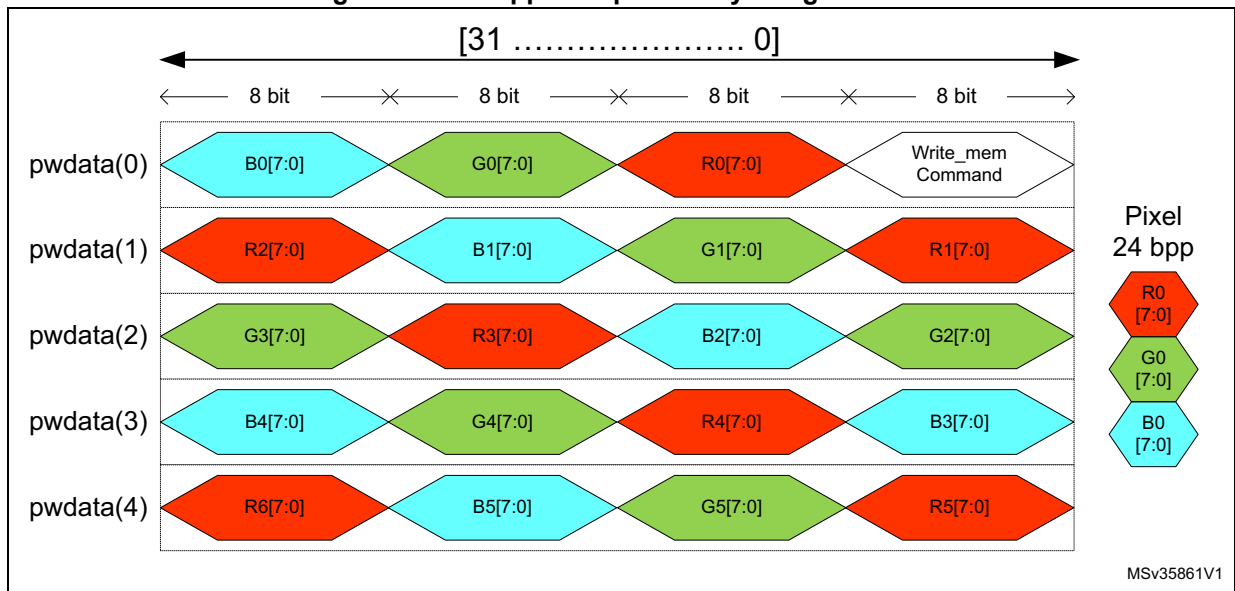 [31 ………………….. 0]
8 bit 8 bit 8 bit 8 bit
pwdata(0) B0[7:0] G0[7:0] R0[7:0] Write_mem
Command
pwdata(1) R2[7:0] B1[7:0] G1[7:0] R1[7:0]
pwdata(2) G3[7:0] R3[7:0] B2[7:0] G2[7:0]
pwdata(3) B4[7:0] G4[7:0] R4[7:0] B3[7:0]
pwdata(4) R6[7:0] B5[7:0] G5[7:0] R5[7:0]
Pixel
24 bpp
R0
[7:0]
G0
[7:0]
B0
[7:0]
MSv35861V1